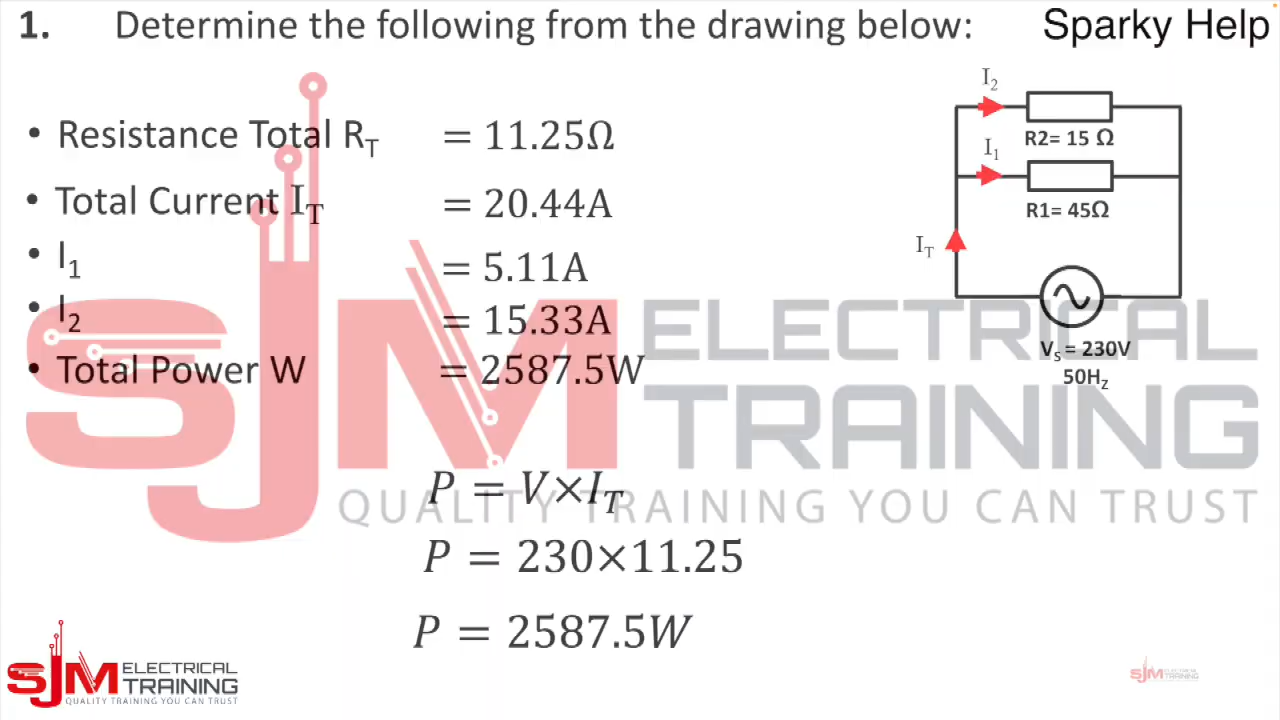 1. Determine the following from the drawing below:
Sparky Help
• Resistance Total RT = 11.25Ω
• Total Current IT = 20.44A
• I1 = 5.11A
• I2 = 15.33A
• Total Power W = 2587.5W
P = V×IT
P = 230×11.25
P = 2587.5W
I2
R2= 15 Ω
I1
R1= 45Ω
IT
VS = 230V
50HZ
SJM ELECTRICAL
TRAINING
QUALITY TRAINING YOU CAN TRUST
SJM ELECTRICAL
TRAINING
QUALITY TRAINING YOU CAN TRUST
SJM ELECTRICAL
TRAINING